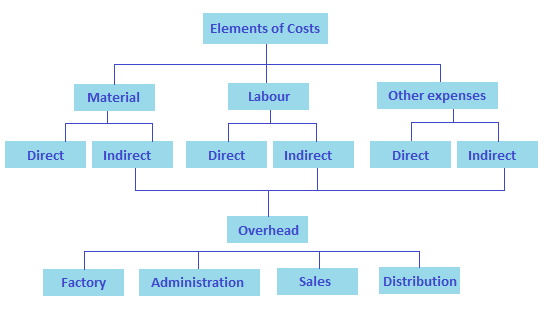 Elements of Costs
Material
Labour
Other expenses
Direct
Indirect
Direct
Indirect
Direct
Indirect
Overhead
Factory
Administration
Sales
Distribution